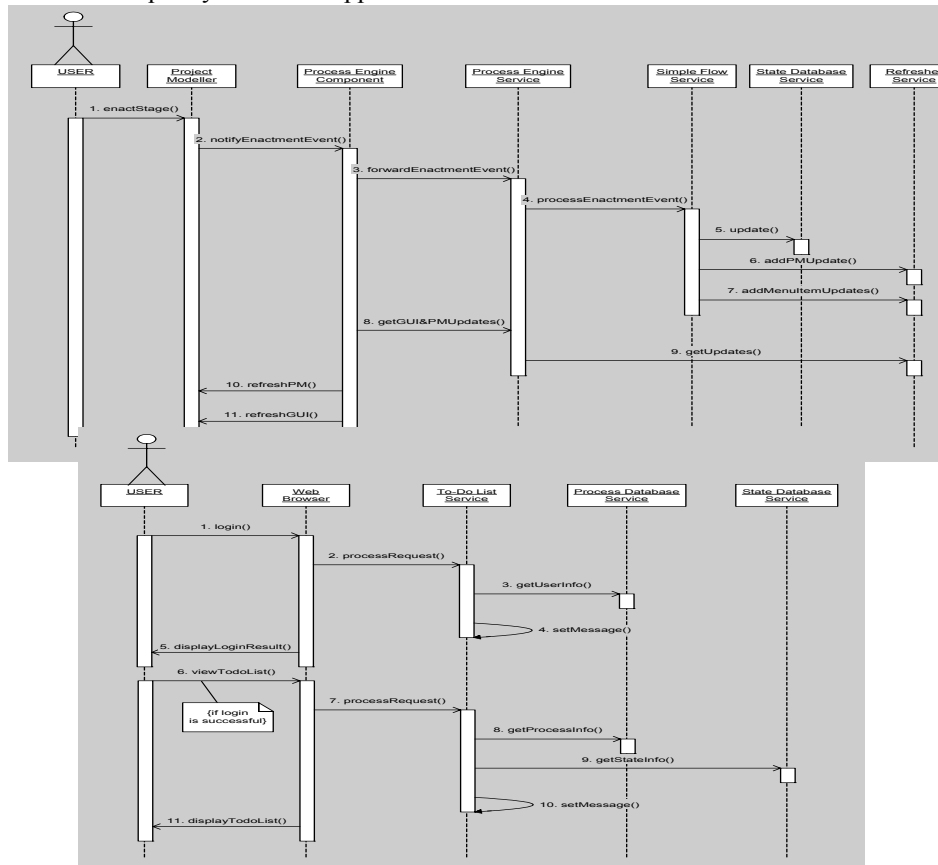 USER
Project
Modeller
Process Engine
Component
Process Engine
Service
Simple Flow
Service
State Database
Service
Refreshe
Service
1. enactStage()
2. notifyEnactmentEvent()
3. forwardEnactmentEvent()
4. processEnactmentEvent()
5. update()
6. addPMUpdate()
7. addMenuItemUpdates()
8. getGUI&PMUpdates()
9. getUpdates()
10. refreshPM()
11. refreshGUI()
USER
Web
Browser
To-Do List
Service
Process Database
Service
State Database
Service
1. login()
2. processRequest()
3. getUserInfo()
4. setMessage()
5. displayLoginResult()
6. viewTodoList()
{if login
is successful}
7. processRequest()
8. getProcessInfo()
9. getStateInfo()
10. setMessage()
11. displayTodoList()